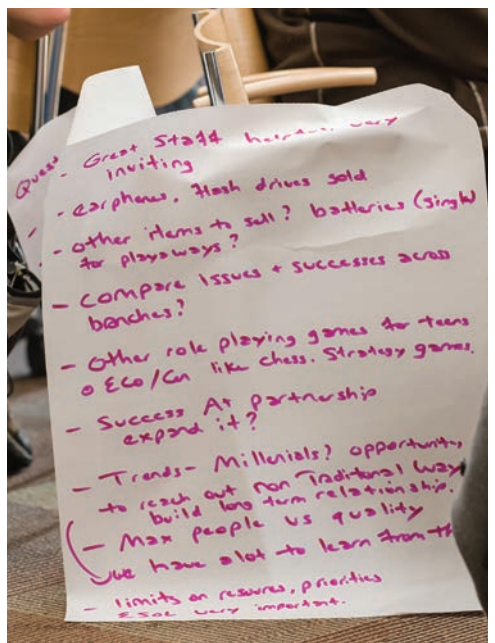 Ques
- Great Staff helpful, very
inviting
- earphones, flash drives sold
- other items to sell? batteries (single)
for playaways?
- Compare Issues + successes across
branches?
- Other role playing games for teens
o ECO/Cen like chess. Strategy games.
- Success At partnership
expand it?
- Trends - Millenials? opportunity
to reach out non Traditional Way
build long term relationship.
- Max people vs quality
we have alot to learn from th
- limits on resources, priorities
ESOL very important.